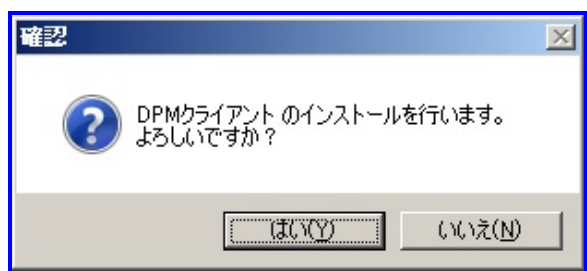 確認
DPMクライアント のインストールを行います。
よろしいですか？
はい(Y)
いいえ(N)